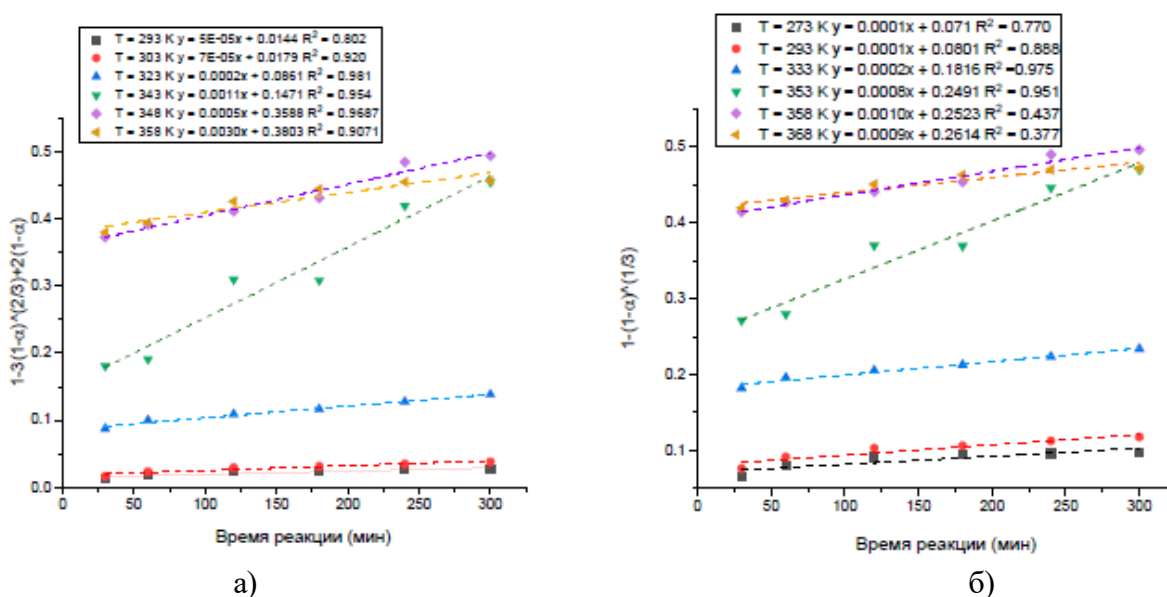 T = 293 K y = 5E-05x + 0.0144 R² = 0.802
T = 303 K y = 7E-05x + 0.0179 R² = 0.920
T = 323 K y = 0.0002x + 0.0861 R² = 0.981
T = 343 K y = 0.0011x + 0.1471 R² = 0.954
T = 348 K y = 0.0005x + 0.3588 R² = 0.9687
T = 358 K y = 0.0030x + 0.3803 R² = 0.9071
0.5
0.4
0.3
0.2
0.1
0.0
1-3(1-α)^(2/3)+2(1-α)
0 50 100 150 200 250 300
Время реакции (мин)
а)
T = 273 K y = 0.0001x + 0.071 R² = 0.770
T = 293 K y = 0.0001x + 0.0801 R² = 0.888
T = 333 K y = 0.0002x + 0.1816 R² =0.975
T = 353 K y = 0.0008x + 0.2491 R² = 0.951
T = 358 K y = 0.0010x + 0.2523 R² = 0.437
T = 368 K y = 0.0009x + 0.2614 R² = 0.377
0.5
0.4
0.3
0.2
0.1
1-(1-α)^(1/3)
0 50 100 150 200 250 300
Время реакции (мин)
б)